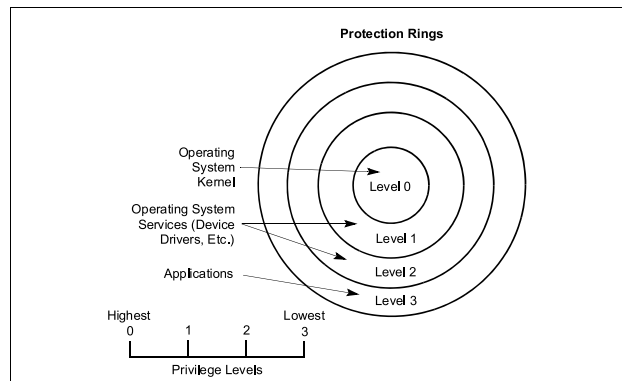 Protection Rings
Operating
System
Kernel
Level 0
Operating System
Services (Device
Drivers, Etc.)
Level 1
Level 2
Applications
Level 3
Highest
Lowest
0
1
2
3
Privilege Levels